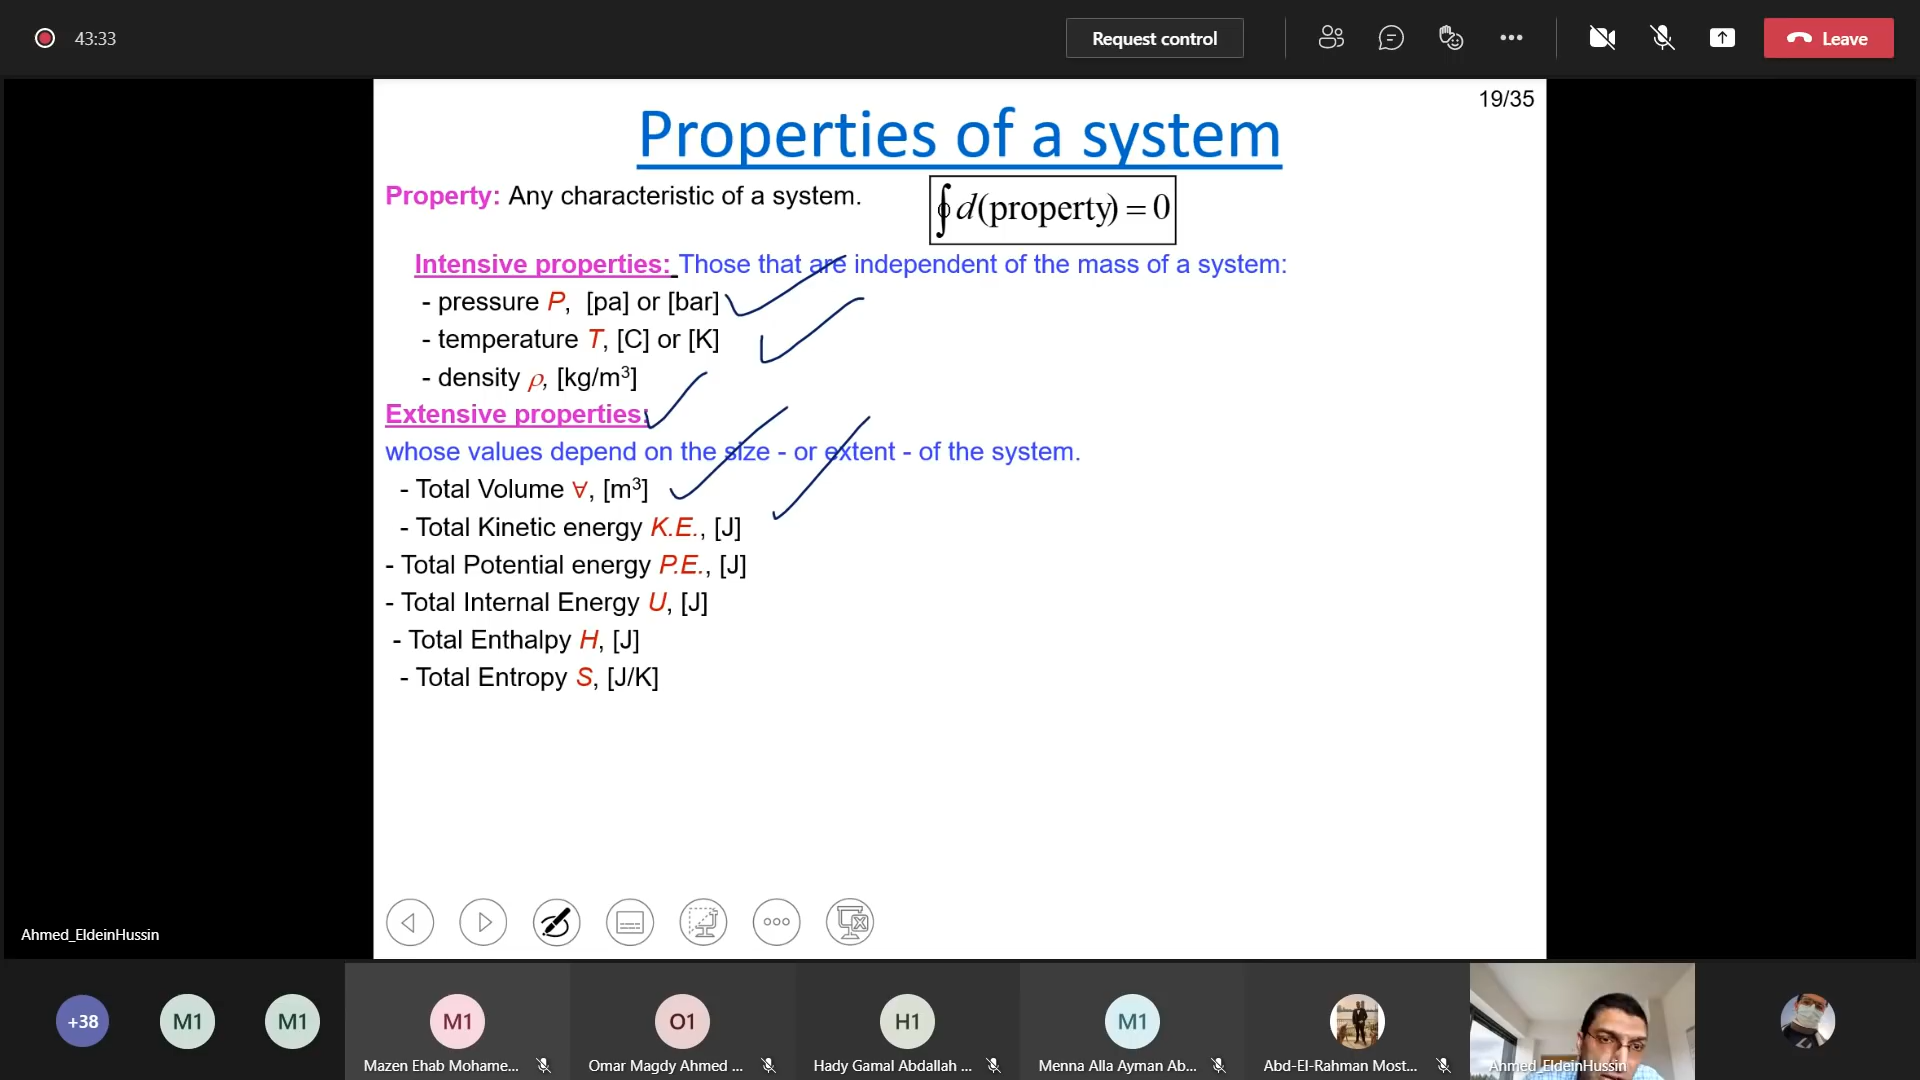 43:33
Request control
Leave
19/35
Properties of a system
Property: Any characteristic of a system.
∮ d(property) = 0
Intensive properties: Those that are independent of the mass of a system:
- pressure P, [pa] or [bar]
- temperature T, [C] or [K]
- density ρ, [kg/m³]
Extensive properties:
whose values depend on the size - or extent - of the system.
- Total Volume ∀, [m³]
- Total Kinetic energy K.E., [J]
- Total Potential energy P.E., [J]
- Total Internal Energy U, [J]
- Total Enthalpy H, [J]
- Total Entropy S, [J/K]
Ahmed_EldeinHussin
+38
M1
M1
M1
O1
H1
M1
Mazen Ehab Mohame...
Omar Magdy Ahmed ...
Hady Gamal Abdallah ...
Menna Alla Ayman Ab...
Abd-El-Rahman Most...
Ahmed_EldeinHussin